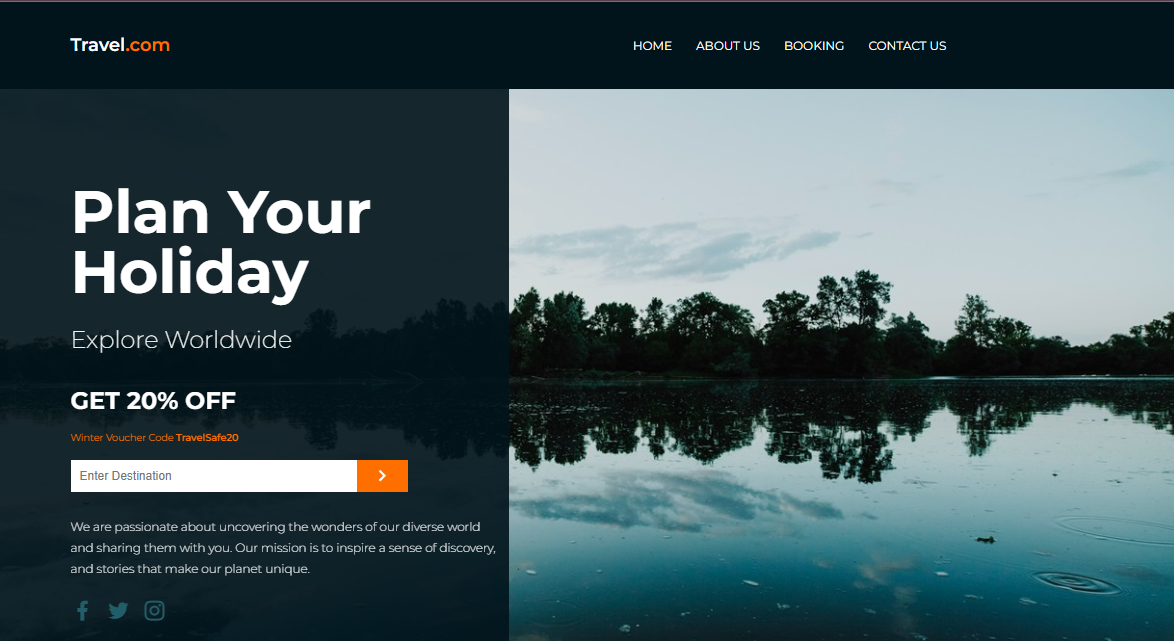 Travel.com
HOME ABOUT US BOOKING CONTACT US
Plan Your
Holiday
Explore Worldwide
GET 20% OFF
Winter Voucher Code TravelSafe20
Enter Destination
We are passionate about uncovering the wonders of our diverse world
and sharing them with you. Our mission is to inspire a sense of discovery,
and stories that make our planet unique.